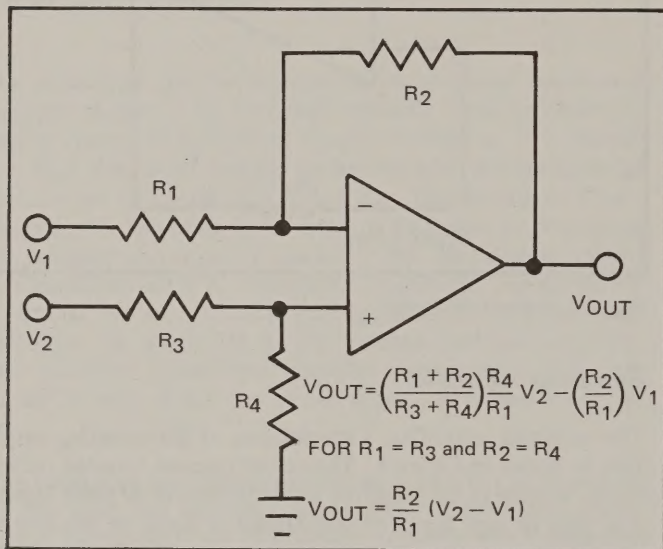 R2
R1
−
V1
V2
R3
+
VOUT
R4
VOUT = (R1 + R2 / R3 + R4) R4 / R1 V2 − (R2 / R1) V1
FOR R1 = R3 and R2 = R4
VOUT = R2 / R1 (V2 − V1)